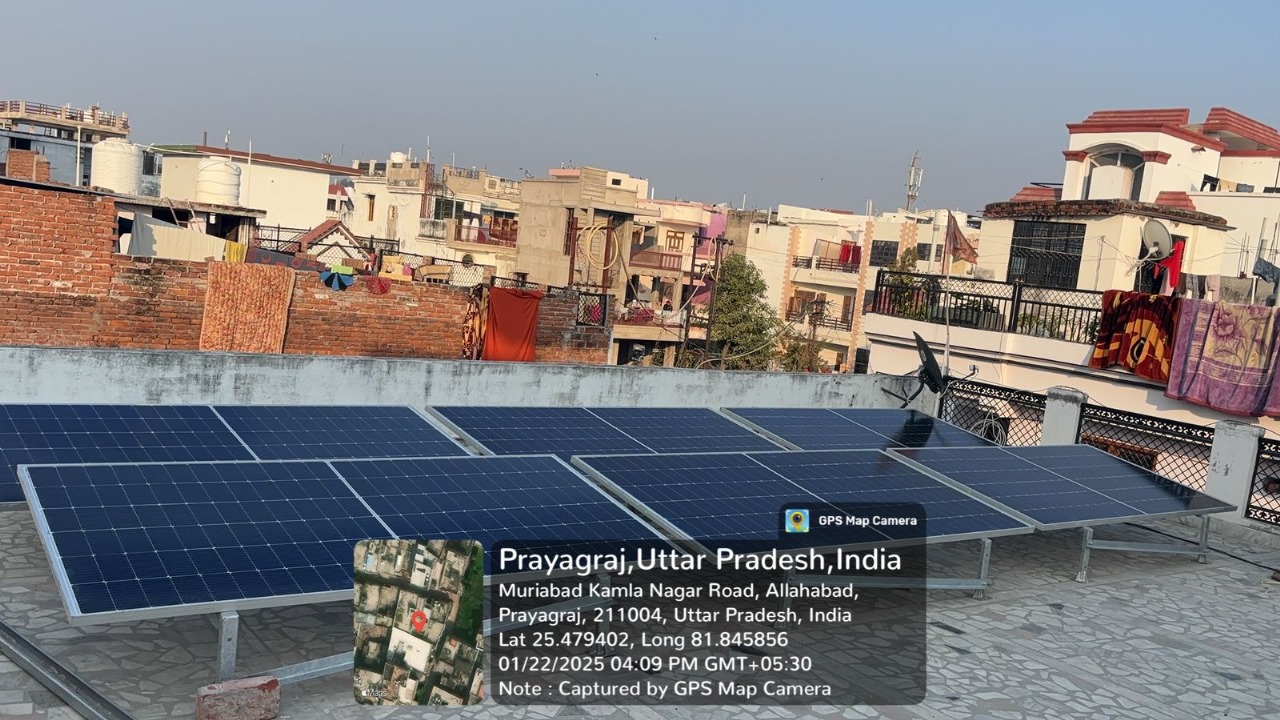 GPS Map Camera
Prayagraj,Uttar Pradesh,India
Muriabad Kamla Nagar Road, Allahabad,
Prayagraj, 211004, Uttar Pradesh, India
Lat 25.479402, Long 81.845856
01/22/2025 04:09 PM GMT+05:30
Note : Captured by GPS Map Camera
Maps